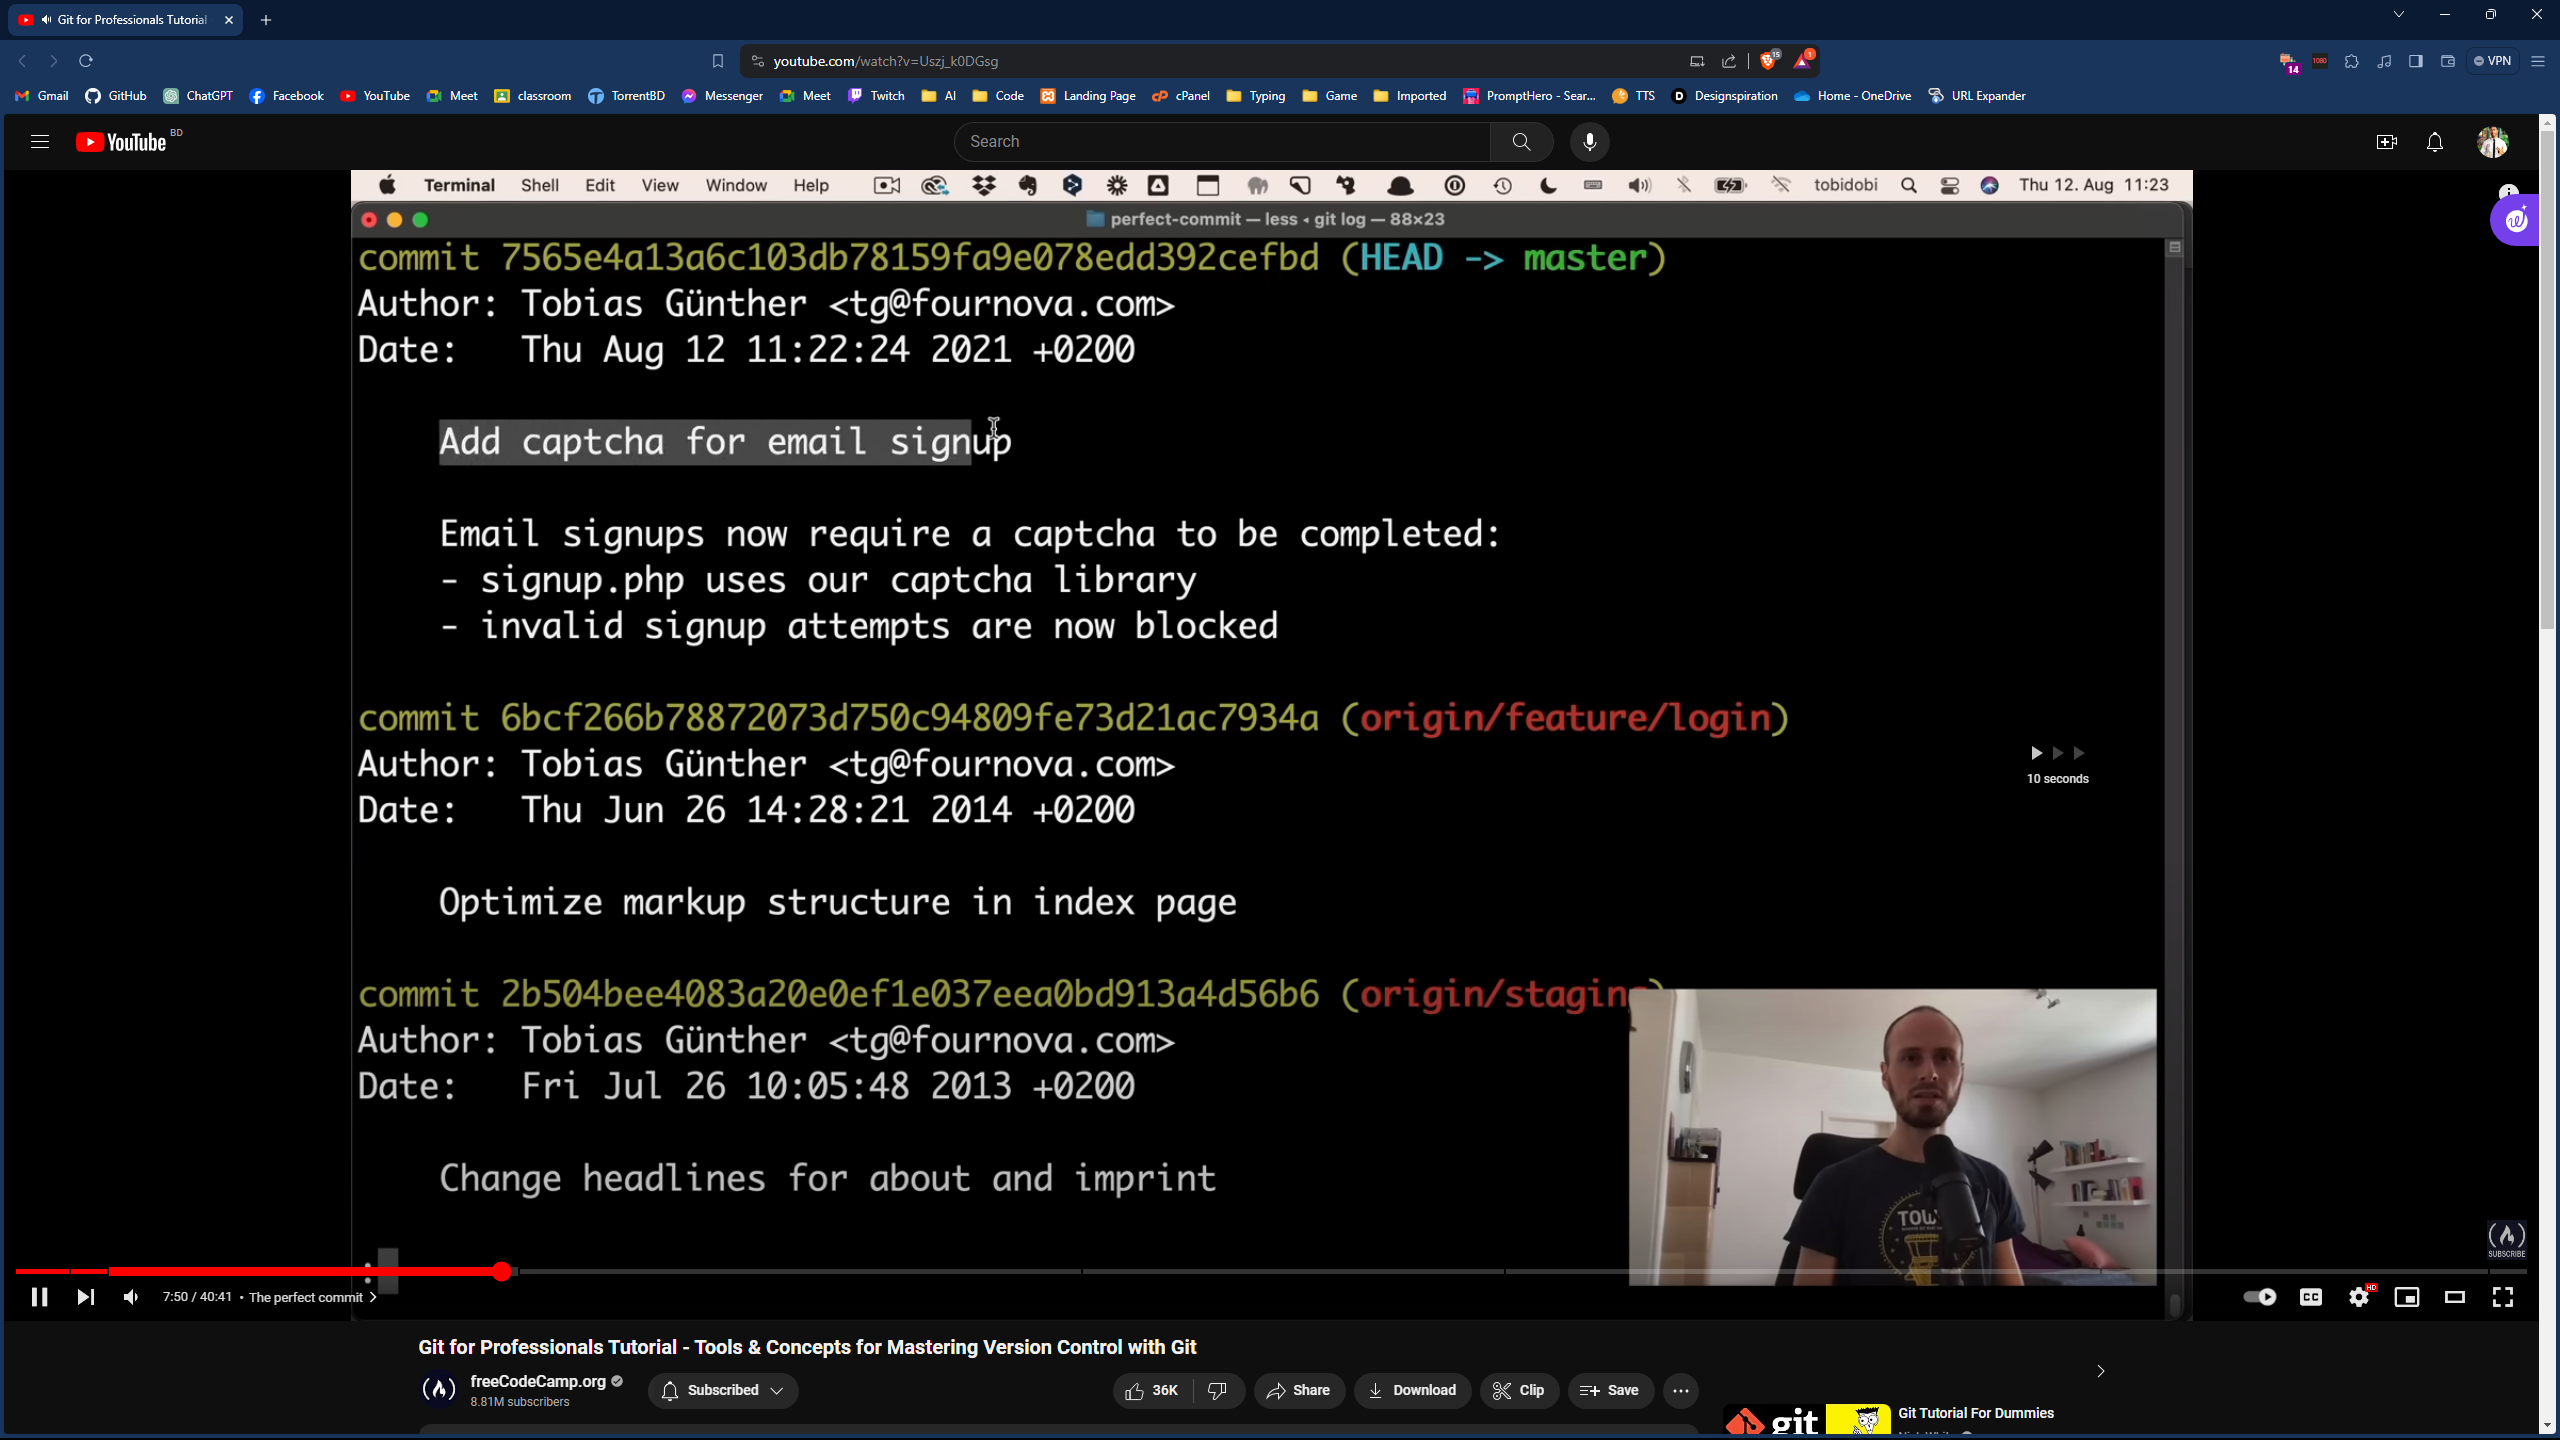 Git for Professionals Tutorial
youtube.com/watch?v=Uszj_k0DGsg
15
1
14
1080
VPN
Gmail GitHub ChatGPT Facebook YouTube Meet classroom TorrentBD Messenger Meet Twitch AI Code Landing Page cPanel Typing Game Imported PromptHero - Sear... TTS Designspiration Home - OneDrive URL Expander
YouTube BD
Search
Terminal Shell Edit View Window Help tobidobi Thu 12. Aug 11:23
perfect-commit — less ◂ git log — 88×23
commit 7565e4a13a6c103db78159fa9e078edd392cefbd (HEAD -> master)
Author: Tobias Günther <tg@fournova.com>
Date: Thu Aug 12 11:22:24 2021 +0200
Add captcha for email signup
Email signups now require a captcha to be completed:
- signup.php uses our captcha library
- invalid signup attempts are now blocked
commit 6bcf266b78872073d750c94809fe73d21ac7934a (origin/feature/login)
Author: Tobias Günther <tg@fournova.com>
Date: Thu Jun 26 14:28:21 2014 +0200
10 seconds
Optimize markup structure in index page
commit 2b504bee4083a20e0ef1e037eea0bd913a4d56b6 (origin/staging)
Author: Tobias Günther <tg@fournova.com>
Date: Fri Jul 26 10:05:48 2013 +0200
Change headlines for about and imprint
:
TOW
SUBSCRIBE
7:50 / 40:41 • The perfect commit
CC
HD
Git for Professionals Tutorial - Tools & Concepts for Mastering Version Control with Git
freeCodeCamp.org
8.81M subscribers
Subscribed
36K
Share
Download
Clip
Save
git
Git Tutorial For Dummies